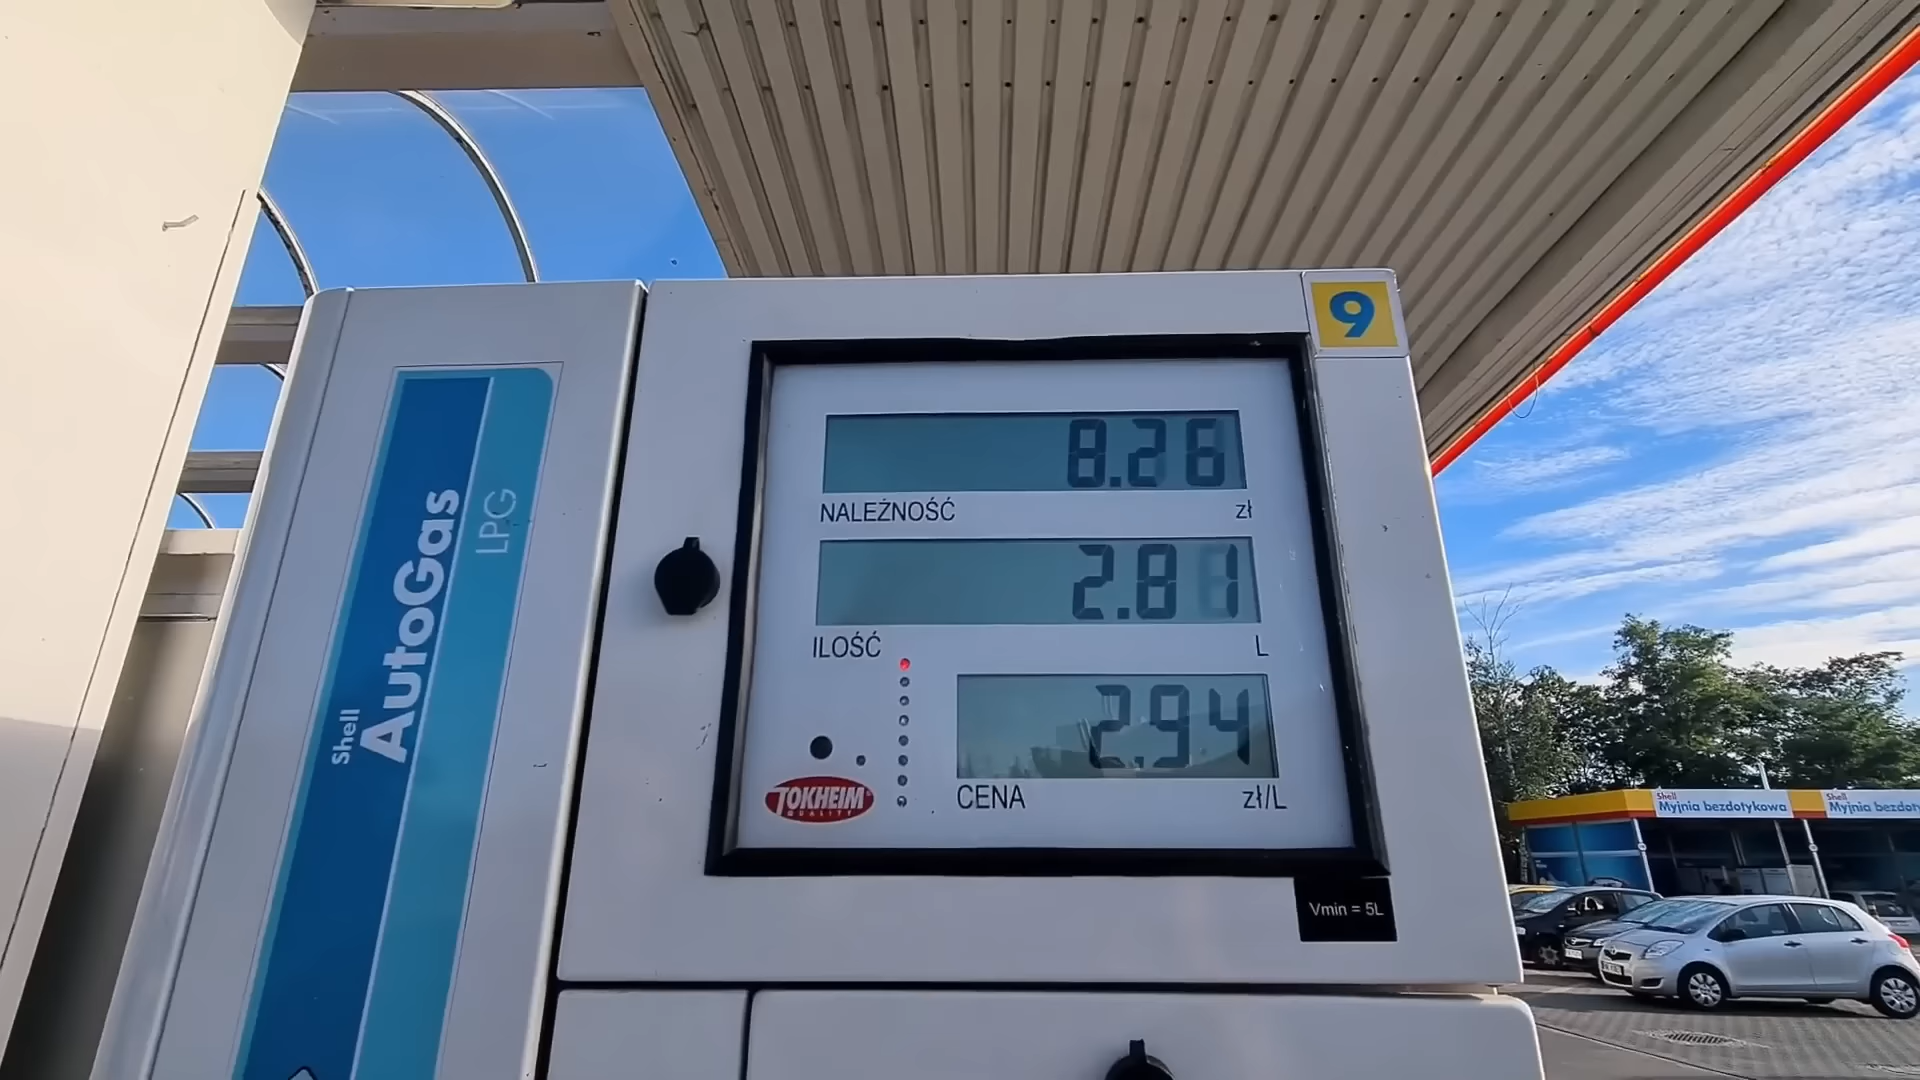 9
8.26
NALEŻNOŚĆ zł
2.81
ILOŚĆ L
2.94
CENA zł/L
TOKHEIM
QUALITY
Vmin = 5L
Shell
AutoGas
LPG
Shell
Myjnia bezdotykowa
Shell
Myjnia